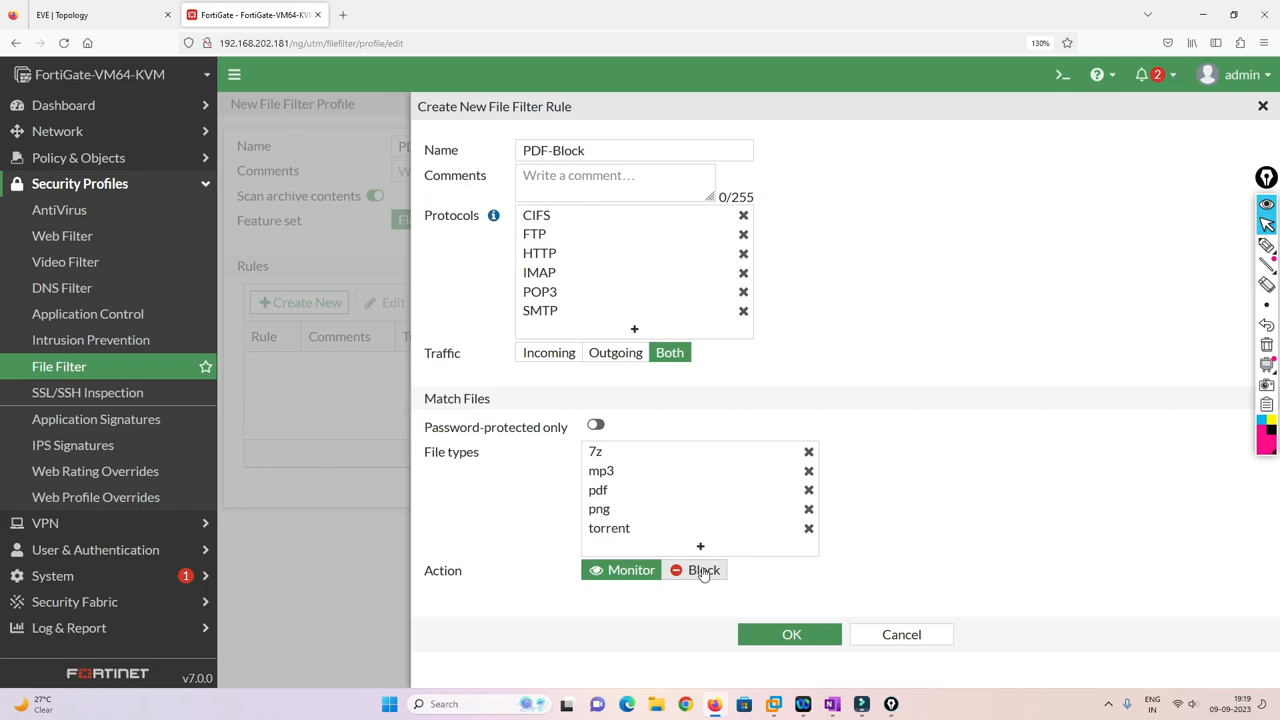 EVE | Topology
FortiGate - FortiGate-VM64-KVM
192.168.202.181/ng/utm/filefilter/profile/edit
130%
FortiGate-VM64-KVM
2
admin
Dashboard
Network
Policy & Objects
Security Profiles
AntiVirus
Web Filter
Video Filter
DNS Filter
Application Control
Intrusion Prevention
File Filter
SSL/SSH Inspection
Application Signatures
IPS Signatures
Web Rating Overrides
Web Profile Overrides
VPN
User & Authentication
System
1
Security Fabric
Log & Report
FORTINET
v7.0.0
New File Filter Profile
Name
Comments
Scan archive contents
Feature set
Rules
Create New
Edit
Rule
Comments
Create New File Filter Rule
Name
PDF-Block
Comments
Write a comment…
0/255
Protocols
CIFS
FTP
HTTP
IMAP
POP3
SMTP
Traffic
Incoming
Outgoing
Both
Match Files
Password-protected only
File types
7z
mp3
pdf
png
torrent
Action
Monitor
Block
OK
Cancel
27°C
Clear
Search
ENG
IN
19:19
09-09-2023